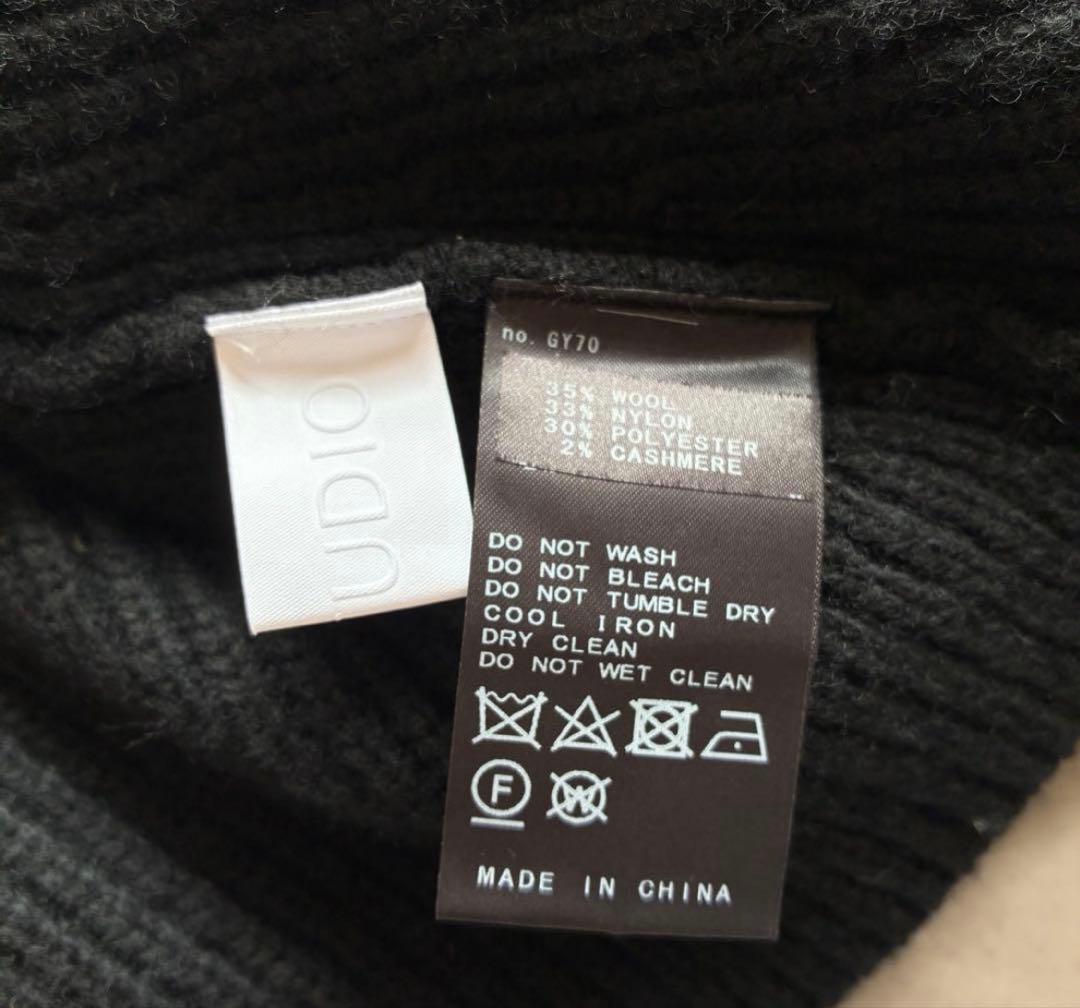 UDIO
no. GY70
35% WOOL
33% NYLON
30% POLYESTER
2% CASHMERE
DO NOT WASH
DO NOT BLEACH
DO NOT TUMBLE DRY
COOL IRON
DRY CLEAN
DO NOT WET CLEAN
F W
MADE IN CHINA